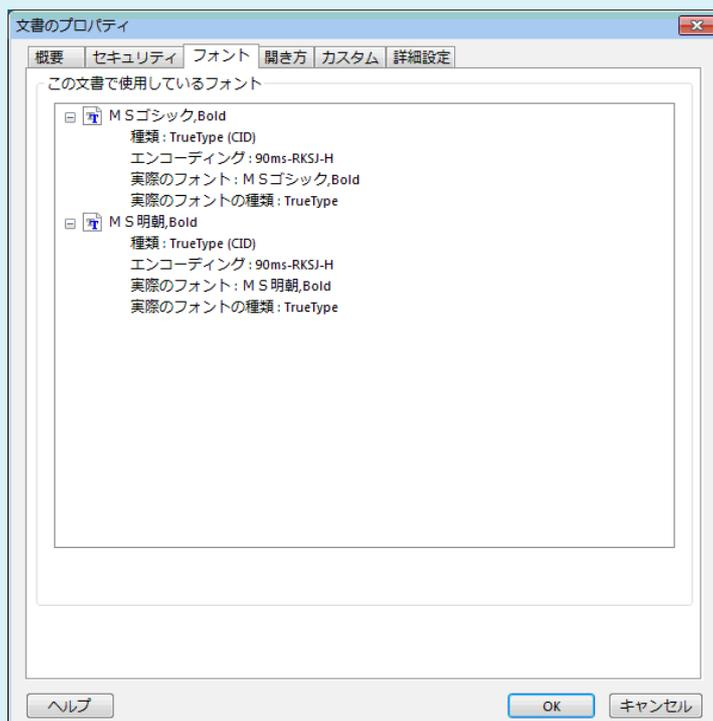 文書のプロパティ
概要 セキュリティ フォント 開き方 カスタム 詳細設定
この文書で使用しているフォント
ＭＳゴシック,Bold
種類 : TrueType (CID)
エンコーディング : 90ms-RKSJ-H
実際のフォント : ＭＳゴシック,Bold
実際のフォントの種類 : TrueType
ＭＳ明朝,Bold
種類 : TrueType (CID)
エンコーディング : 90ms-RKSJ-H
実際のフォント : ＭＳ明朝,Bold
実際のフォントの種類 : TrueType
ヘルプ OK キャンセル